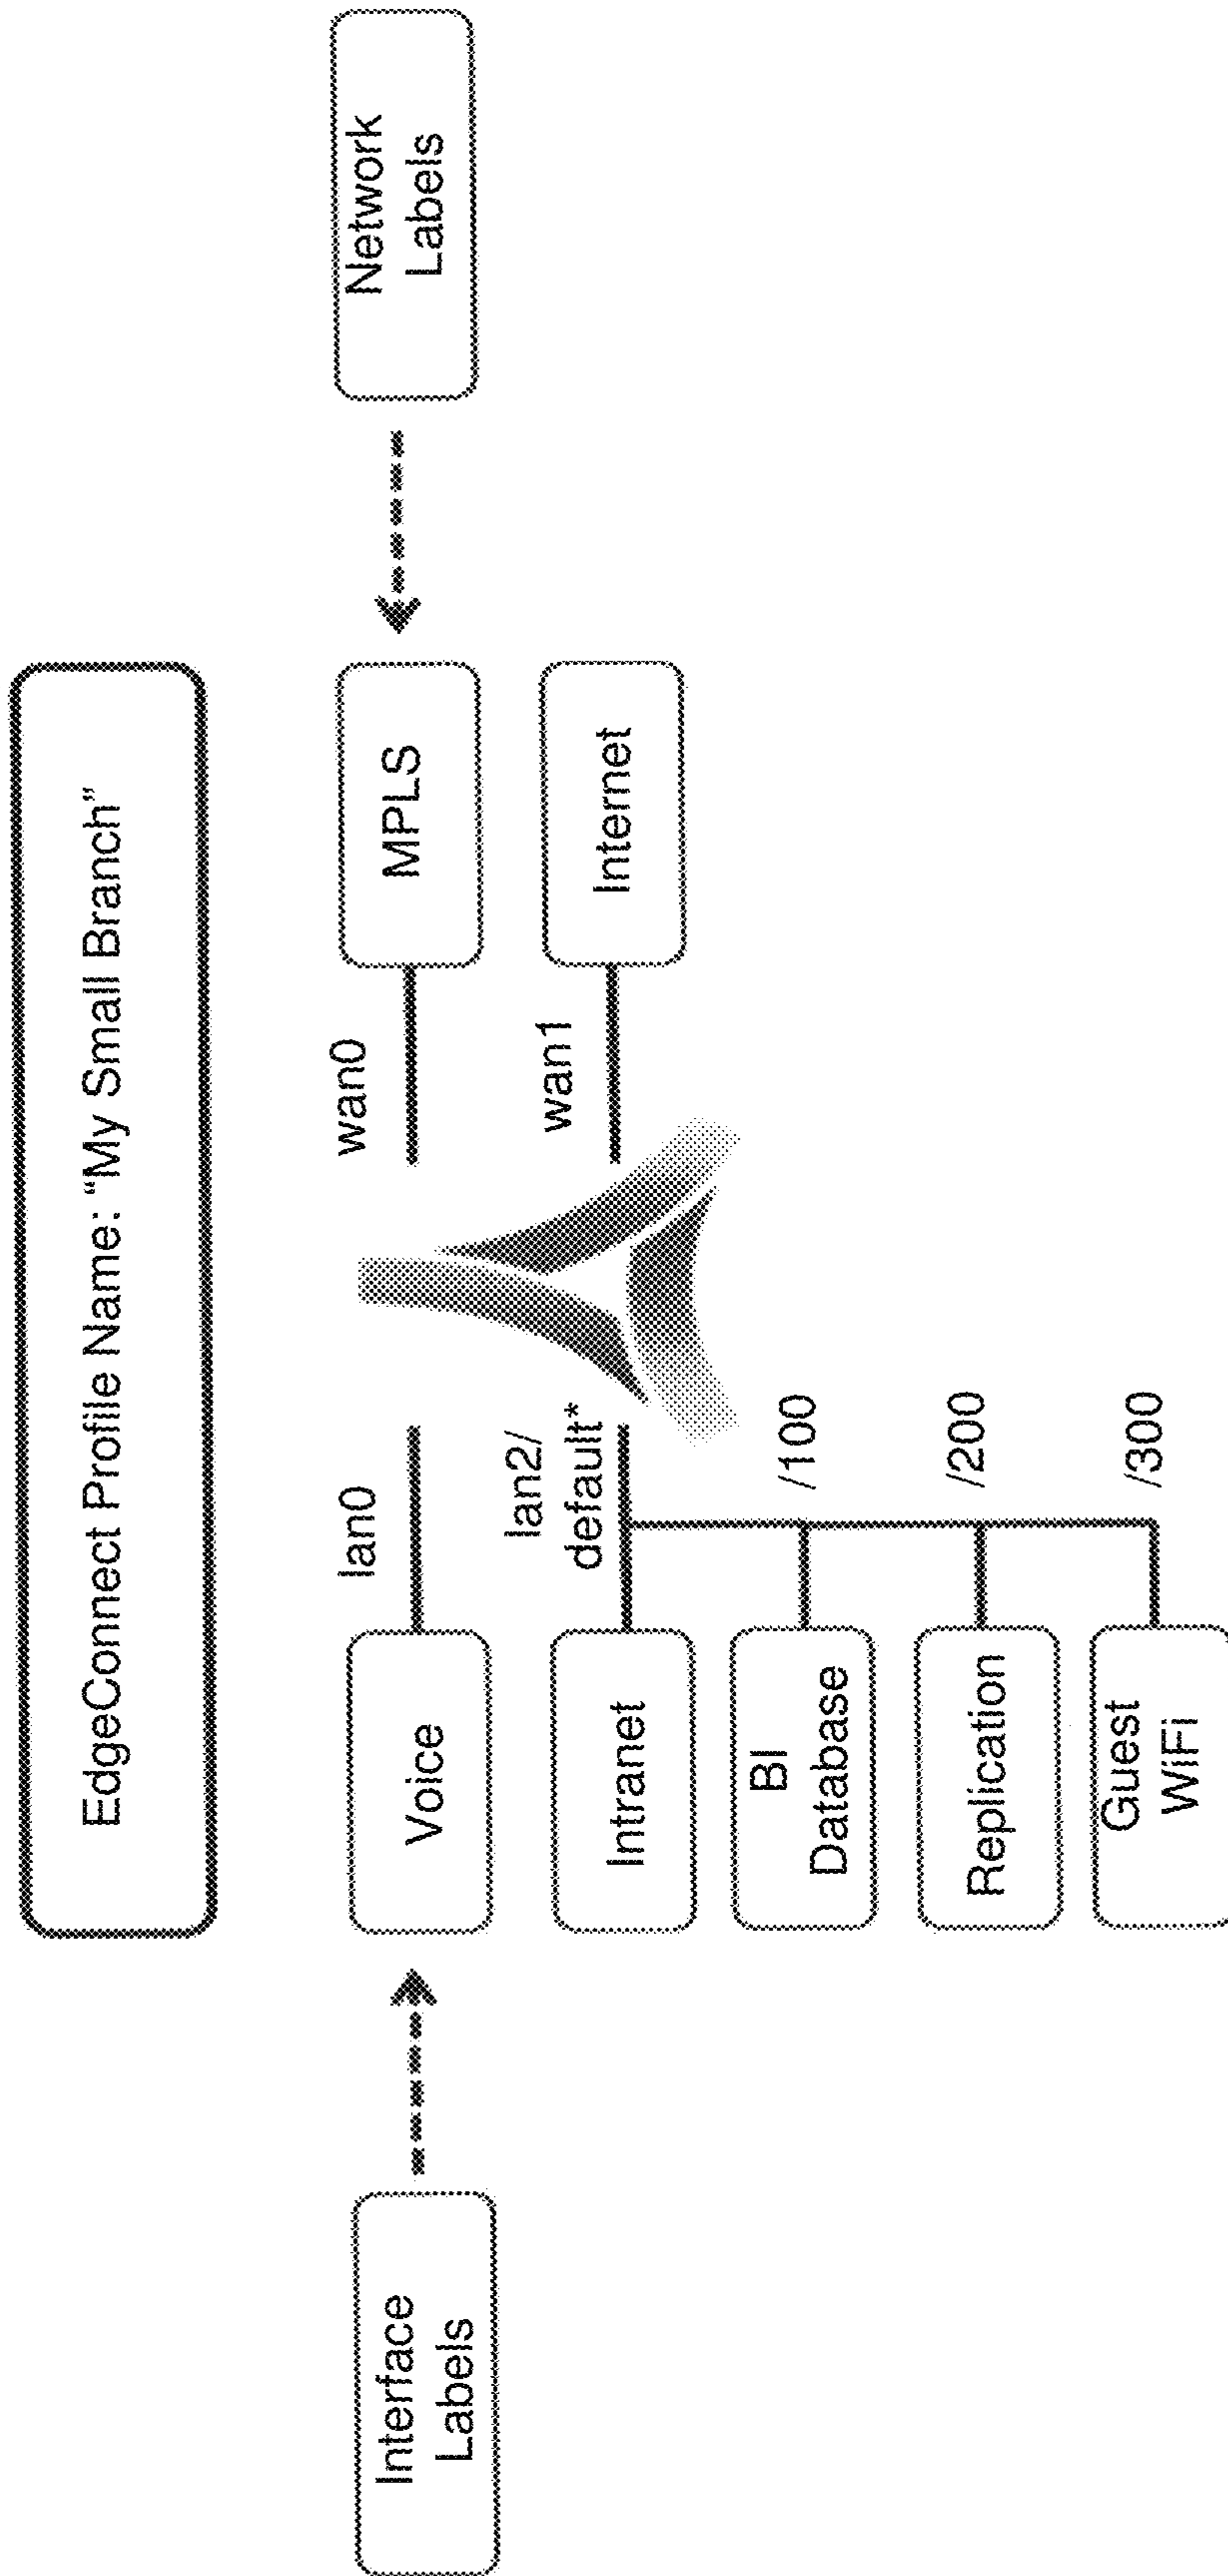 EdgeConnect Profile Name: “My Small Branch”
Interface
Labels
Voice
lan0
wan0
MPLS
Network
Labels
Intranet
lan2/
default*
wan1
Internet
BI
Database
/100
Replication
/200
Guest
WiFi
/300